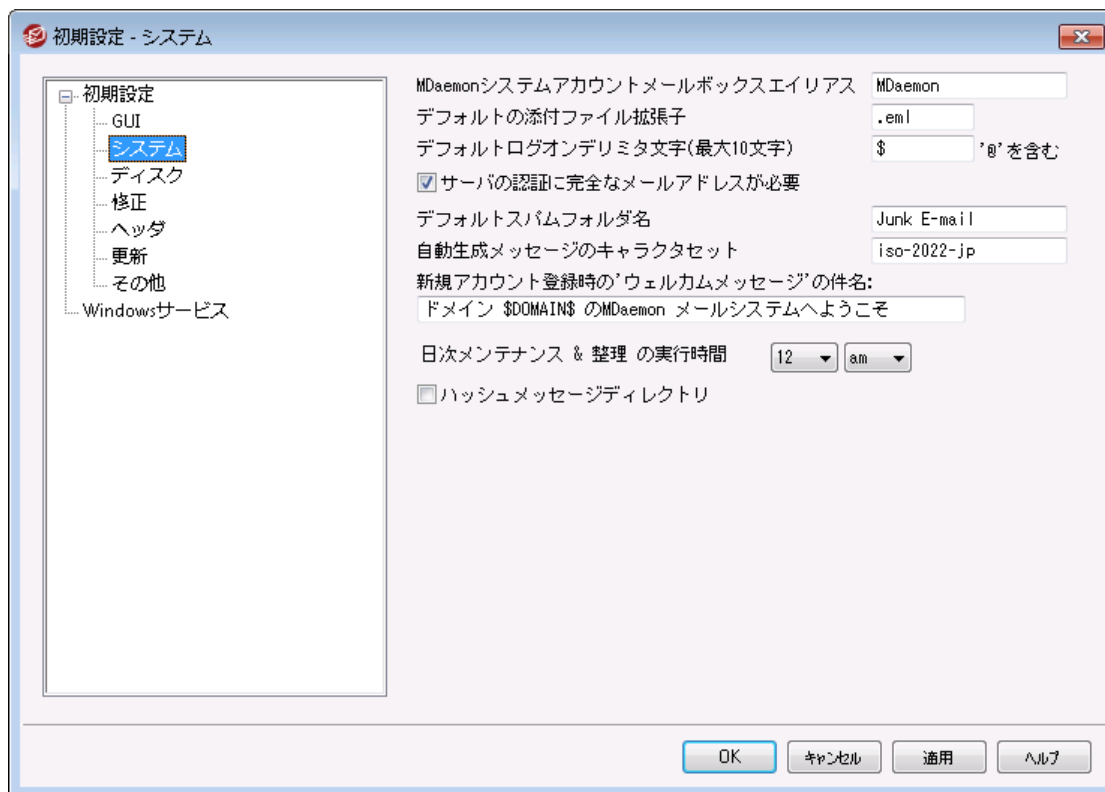 初期設定 - システム
初期設定
GUI
システム
ディスク
修正
ヘッダ
更新
その他
Windowsサービス
MDaemonシステムアカウントメールボックスエイリアス MDaemon
デフォルトの添付ファイル拡張子 .eml
デフォルトログオンデリミタ文字(最大10文字) $ '@'を含む
サーバの認証に完全なメールアドレスが必要
デフォルトスパムフォルダ名 Junk E-mail
自動生成メッセージのキャラクタセット iso-2022-jp
新規アカウント登録時の'ウェルカムメッセージ'の件名:
ドメイン $DOMAIN$ のMDaemon メールシステムへようこそ
日次メンテナンス & 整理 の実行時間 12 am
ハッシュメッセージディレクトリ
OK キャンセル 適用 ヘルプ